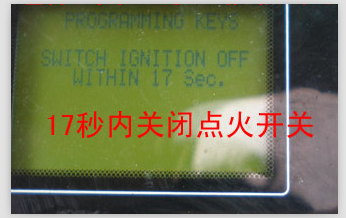 PROGRAMMING KEYS
SWITCH IGNITION OFF
WITHIN 17 Sec.
17秒内关闭点火开关